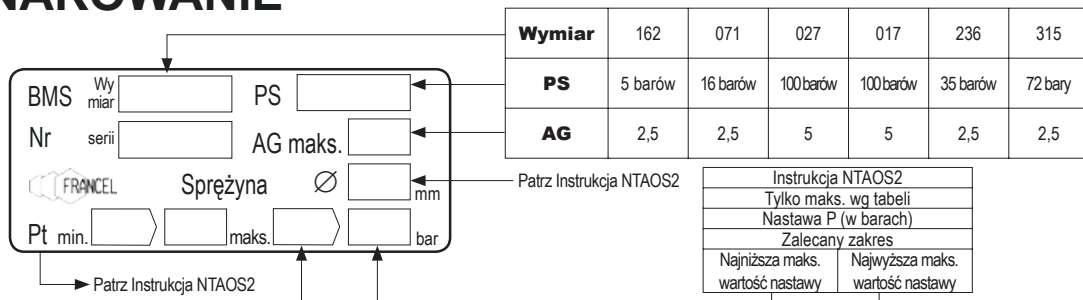 NAKOWANIE
Wymiar 162 071 027 017 236 315
PS 5 barów 16 barów 100 barów 100 barów 35 barów 72 bary
AG 2,5 2,5 5 5 2,5 2,5
BMS Wy miar PS
Nr serii AG maks.
FRANCEL Sprężyna Ø mm
Pt min. maks. bar
Patrz Instrukcja NTAOS2
Patrz Instrukcja NTAOS2
Instrukcja NTAOS2
Tylko maks. wg tabeli
Nastawa P (w barach)
Zalecany zakres
Najniższa maks. wartość nastawy
Najwyższa maks. wartość nastawy